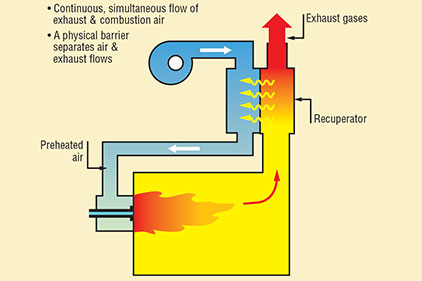 • Continuous, simultaneous flow of
exhaust & combustion air
• A physical barrier
separates air &
exhaust flows
Exhaust gases
Recuperator
Preheated
air